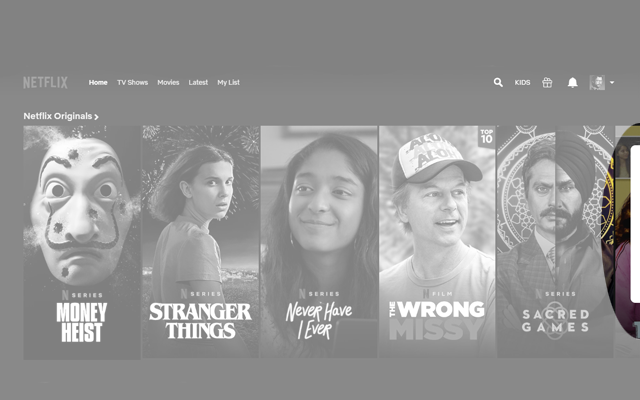 NETFLIX Home TV Shows Movies Latest My List KIDS
Netflix Originals >
TOP
10
N SERIES
MONEY
HEIST
N SERIES
STRANGER
THINGS
N SERIES
Never Have
I Ever
N FILM
THE WRONG
MISSY
N SERIES
SACRED
GAMES